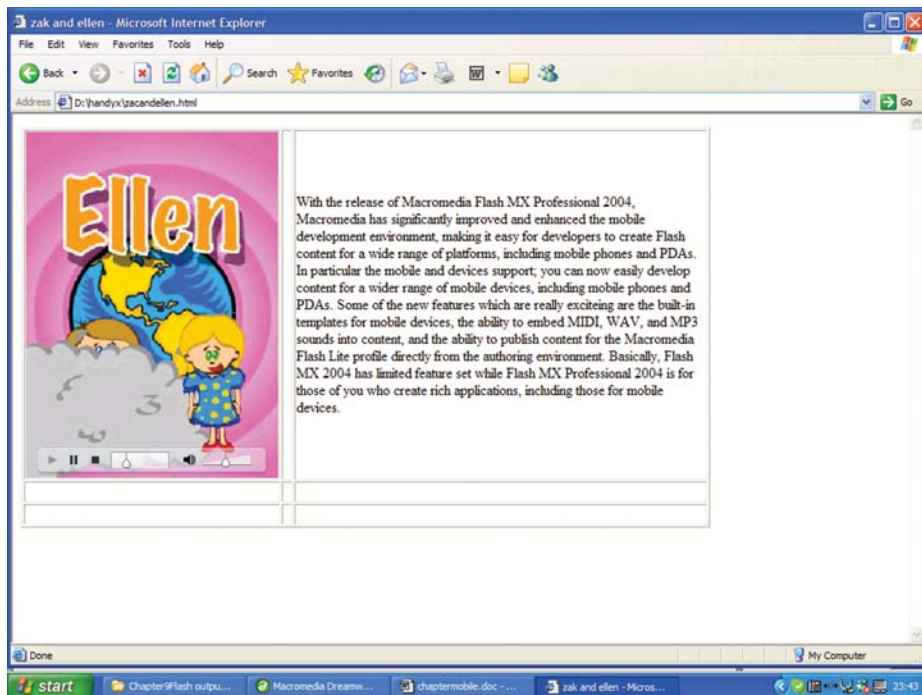 zak and ellen - Microsoft Internet Explorer
File Edit View Favorites Tools Help
Back Search Favorites
Address D:\handyx\zacandellen.html Go
Ellen
With the release of Macromedia Flash MX Professional 2004,
Macromedia has significantly improved and enhanced the mobile
development environment, making it easy for developers to create Flash
content for a wide range of platforms, including mobile phones and PDAs.
In particular the mobile and devices support; you can now easily develop
content for a wider range of mobile devices, including mobile phones and
PDAs. Some of the new features which are really exciteing are the built-in
templates for mobile devices, the ability to embed MIDI, WAV, and MP3
sounds into content, and the ability to publish content for the Macromedia
Flash Lite profile directly from the authoring environment. Basically, Flash
MX 2004 has limited feature set while Flash MX Professional 2004 is for
those of you who create rich applications, including those for mobile
devices.
Done My Computer
start Chapter9Flash outpu... Macromedia Dreamw... chaptermobile.doc - ... zak and ellen - Micros...